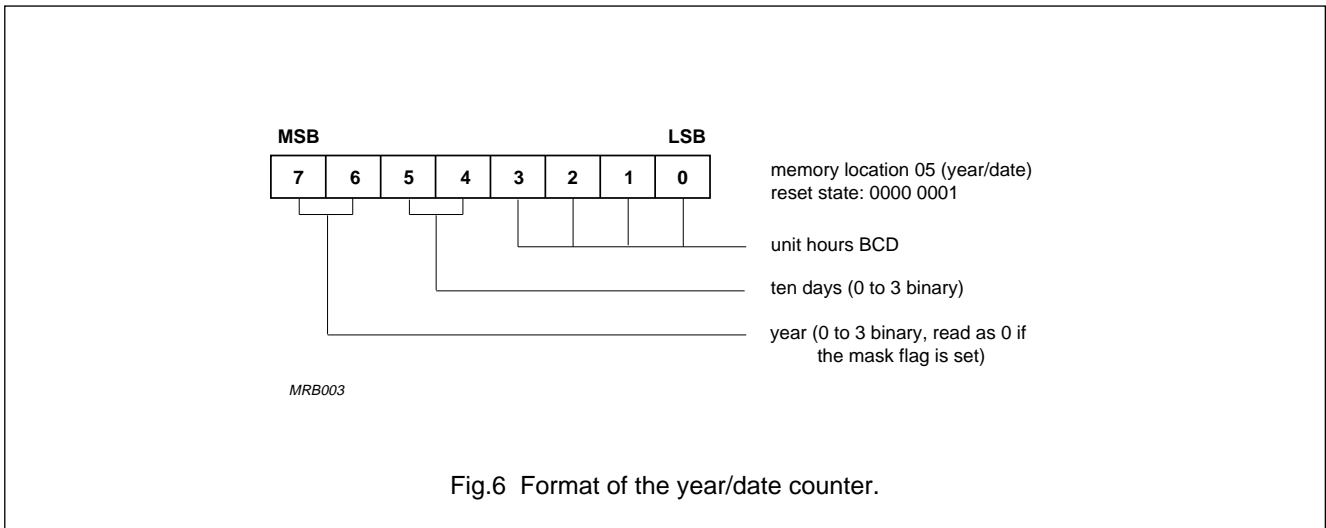 MSB LSB
7 6 5 4 3 2 1 0
memory location 05 (year/date)
reset state: 0000 0001
unit hours BCD
ten days (0 to 3 binary)
year (0 to 3 binary, read as 0 if
the mask flag is set)
MRB003
Fig.6 Format of the year/date counter.